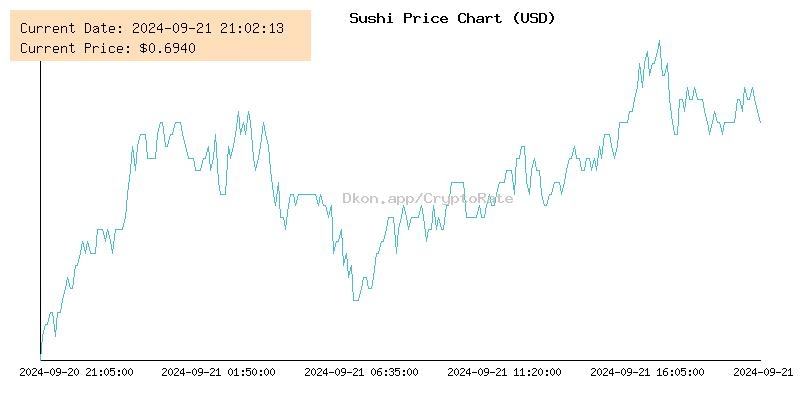 Sushi Price Chart (USD)
Current Date: 2024-09-21 21:02:13
Current Price: $0.6940
Dkon.app/CryptoRate
2024-09-20 21:05:00 2024-09-21 01:50:00 2024-09-21 06:35:00 2024-09-21 11:20:00 2024-09-21 16:05:00 2024-09-21